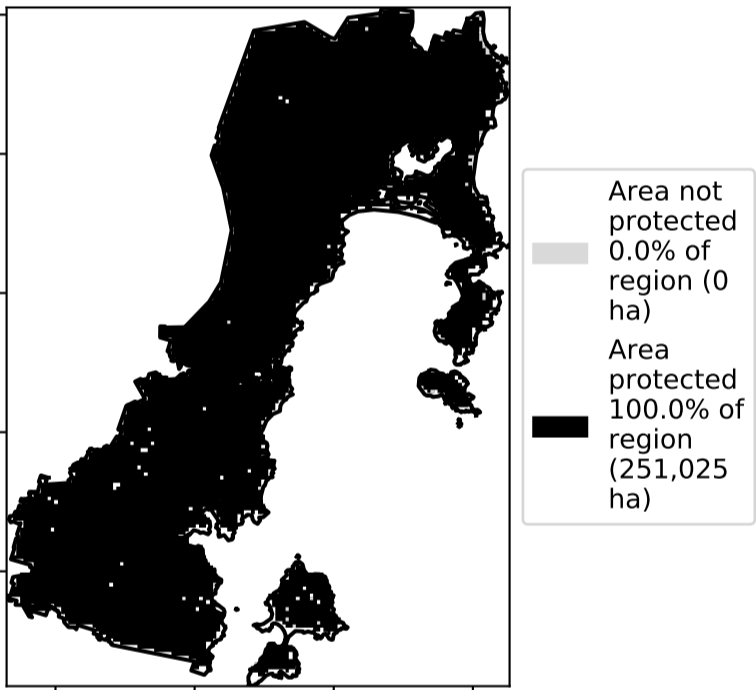 Area not
protected
0.0% of
region (0
ha)
Area
protected
100.0% of
region
(251,025
ha)